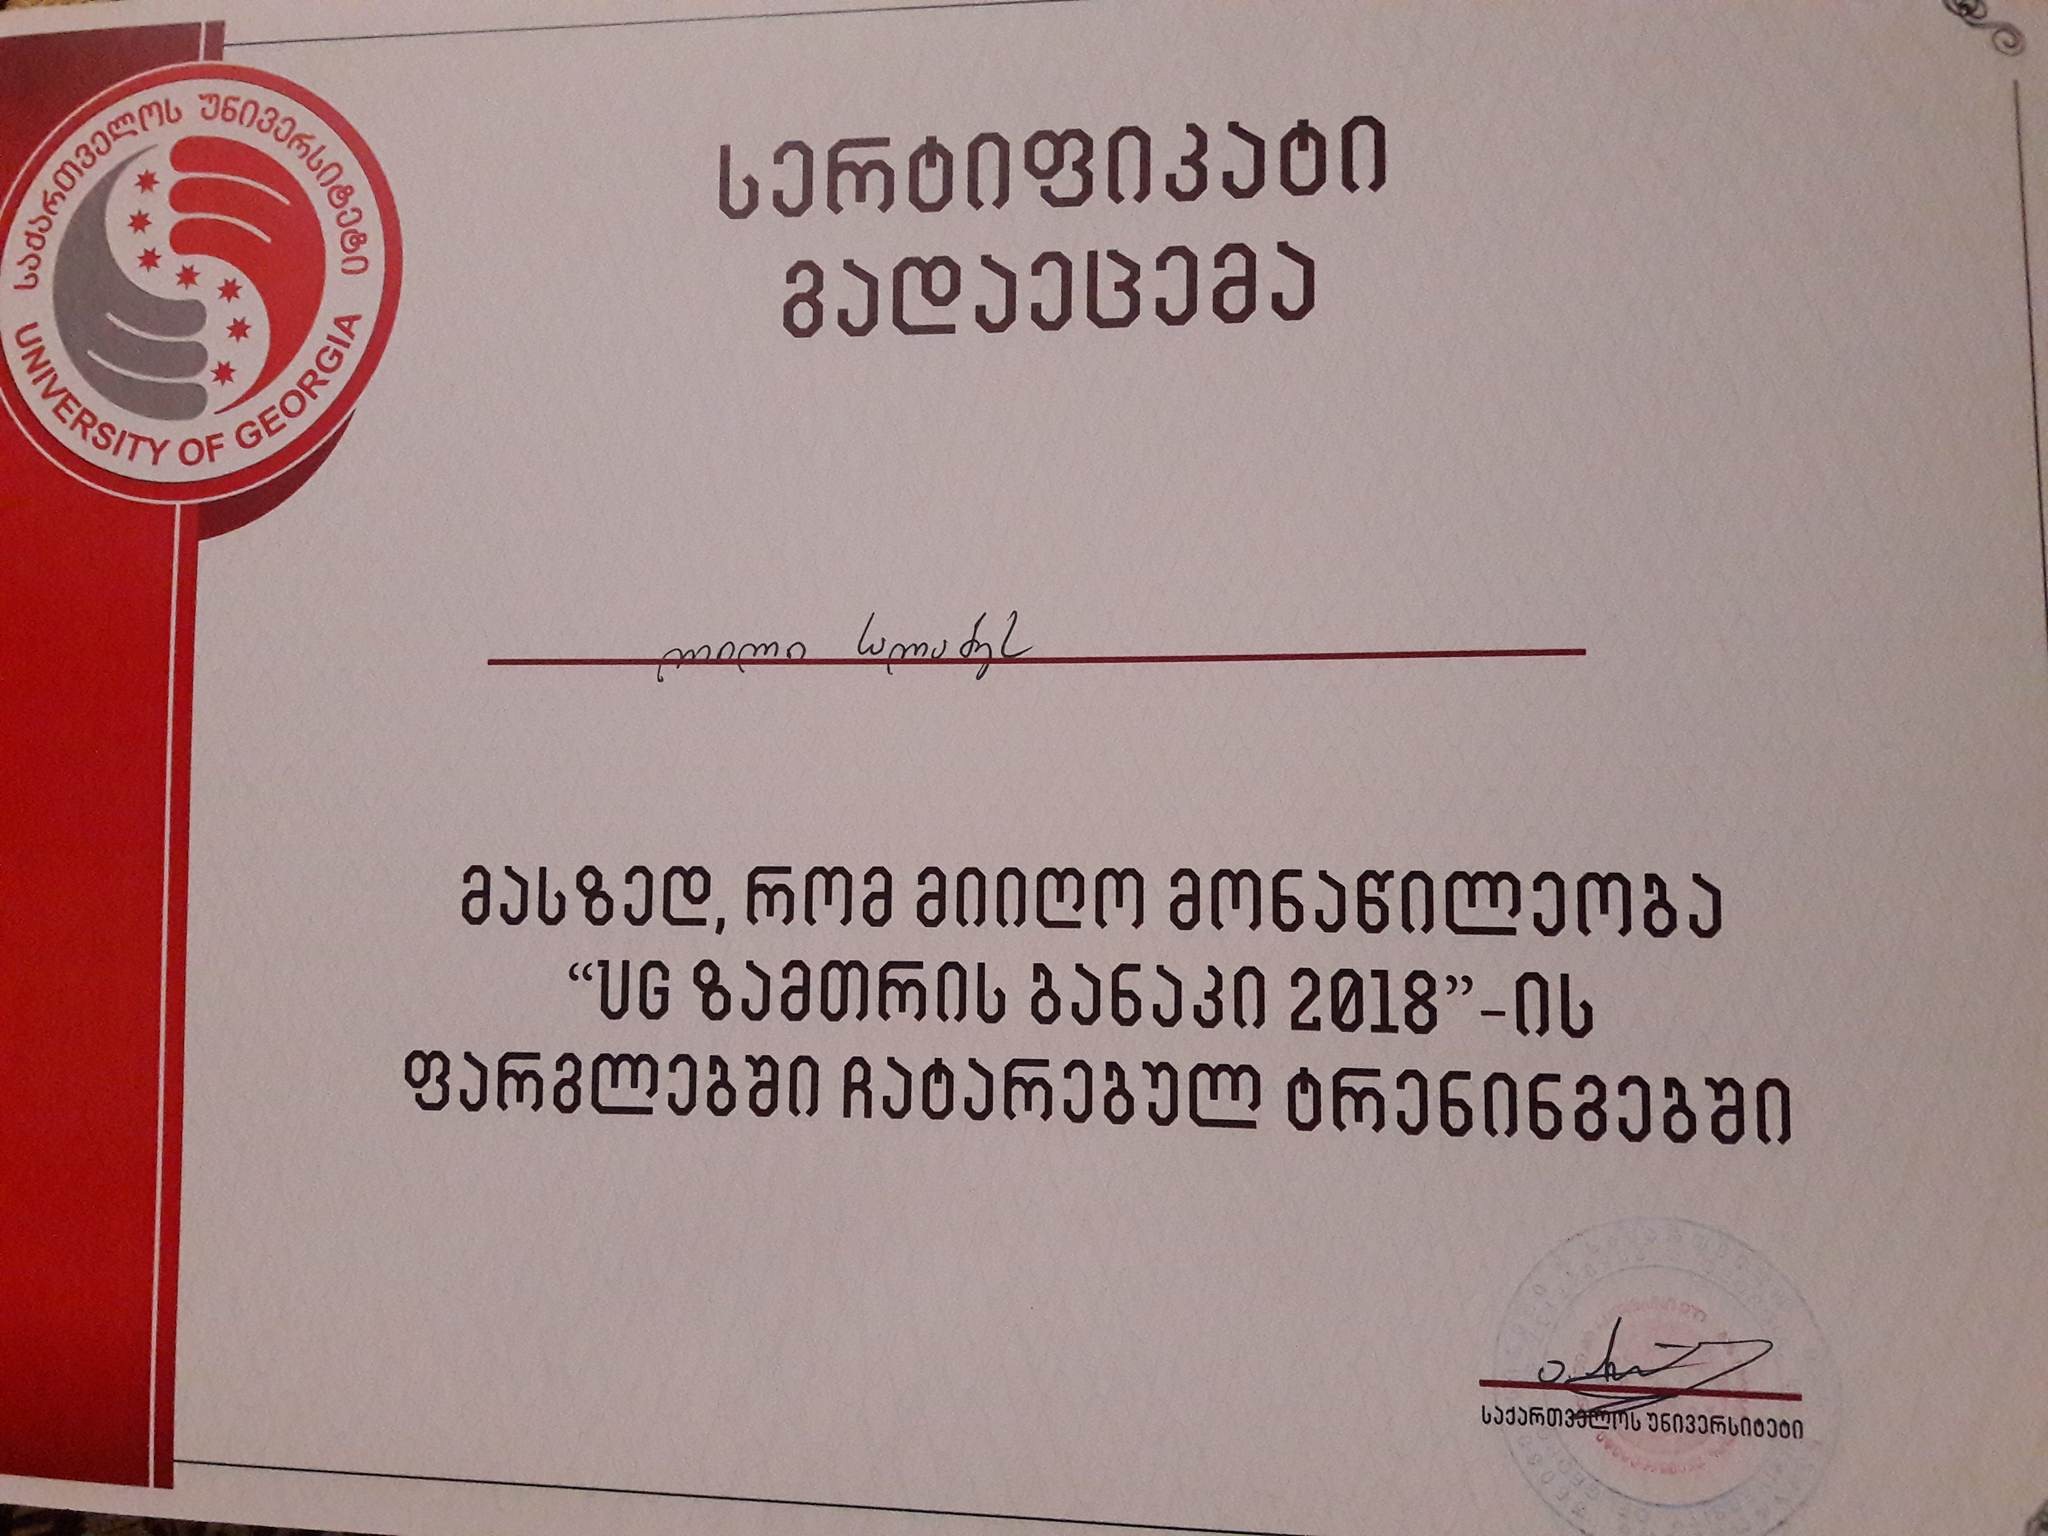 საქართველოს უნივერსიტეტი
UNIVERSITY OF GEORGIA
სერტიფიკატი
გადაეცემა
ლილი
მასზედ, რომ მიიღო მონაწილეობა
“UG ზამთრის ბანაკი 2018”-ის
ფარგლებში ჩატარებულ ტრენინგებში
საქართველოს უნივერსიტეტი